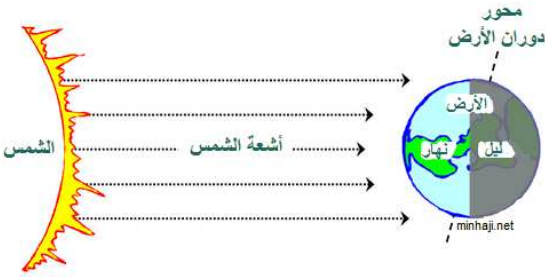 محور
دوران الأرض
الأرض
الشمس
أشعة الشمس
نهار
ليل
minhaji.net